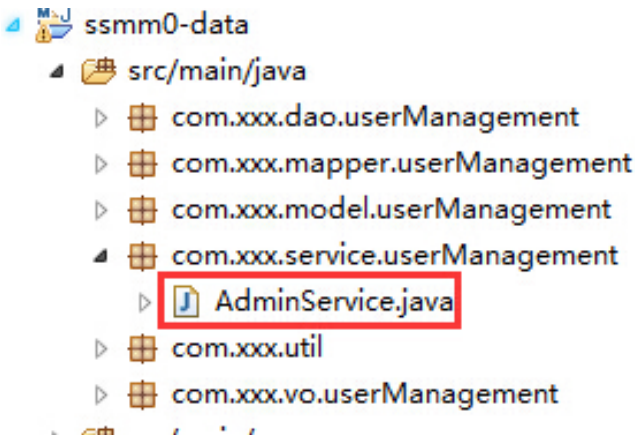 ssmm0-data
src/main/java
com.xxx.dao.userManagement
com.xxx.mapper.userManagement
com.xxx.model.userManagement
com.xxx.service.userManagement
AdminService.java
com.xxx.util
com.xxx.vo.userManagement